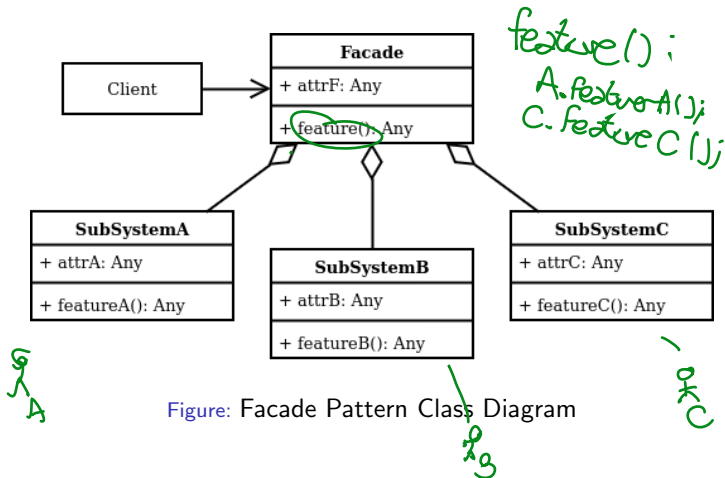 Facade
+ attrF: Any
+ feature(): Any
Client
feature() ;
A.featureA();
C.featureC();
SubSystemA
+ attrA: Any
+ featureA(): Any
SubSystemB
+ attrB: Any
+ featureB(): Any
SubSystemC
+ attrC: Any
+ featureC(): Any
A
B
C
Figure: Facade Pattern Class Diagram